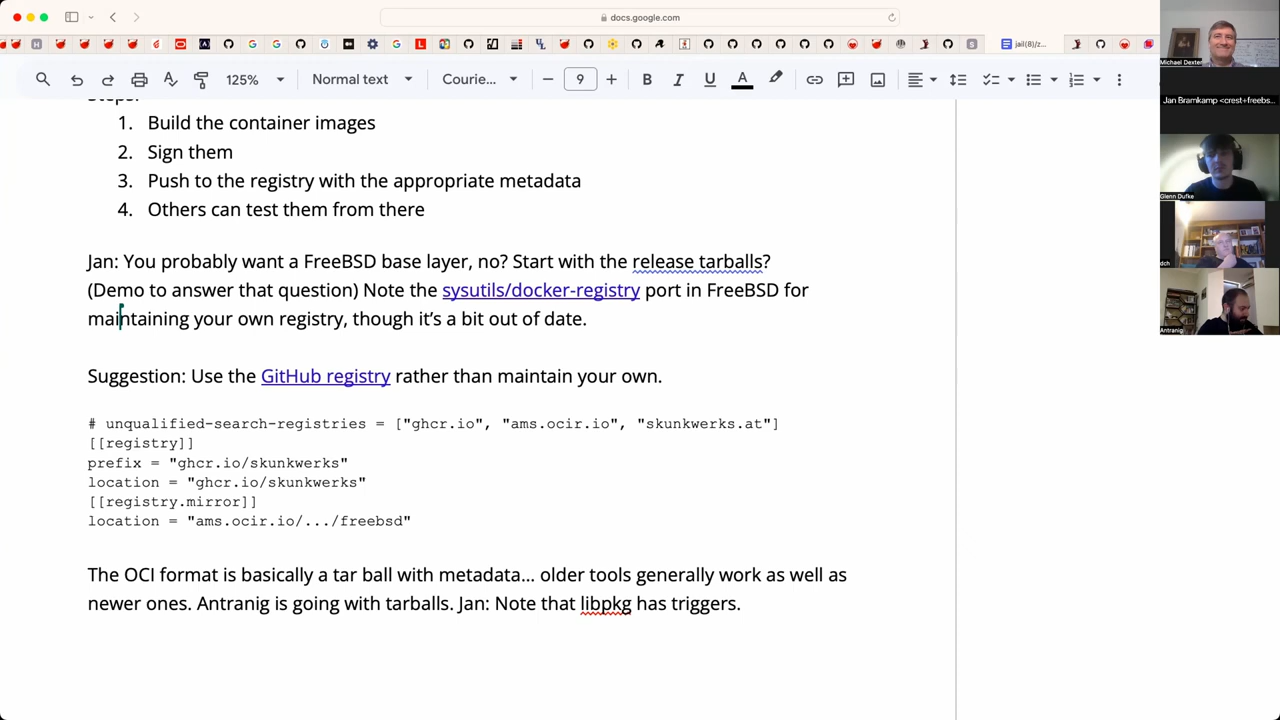 docs.google.com
jail(8)/z...
125%
Normal text
Courie...
9
B
I
U
A
Steps:
1. Build the container images
2. Sign them
3. Push to the registry with the appropriate metadata
4. Others can test them from there
Jan: You probably want a FreeBSD base layer, no? Start with the release tarballs?
(Demo to answer that question) Note the sysutils/docker-registry port in FreeBSD for
maintaining your own registry, though it’s a bit out of date.
Suggestion: Use the GitHub registry rather than maintain your own.
# unqualified-search-registries = ["ghcr.io", "ams.ocir.io", "skunkwerks.at"]
[[registry]]
prefix = "ghcr.io/skunkwerks"
location = "ghcr.io/skunkwerks"
[[registry.mirror]]
location = "ams.ocir.io/.../freebsd"
The OCI format is basically a tar ball with metadata… older tools generally work as well as
newer ones. Antranig is going with tarballs. Jan: Note that libpkg has triggers.
Michael Dexter
Jan Bramkamp <crest+freebs...
Glenn Dufke
dch
Antranig